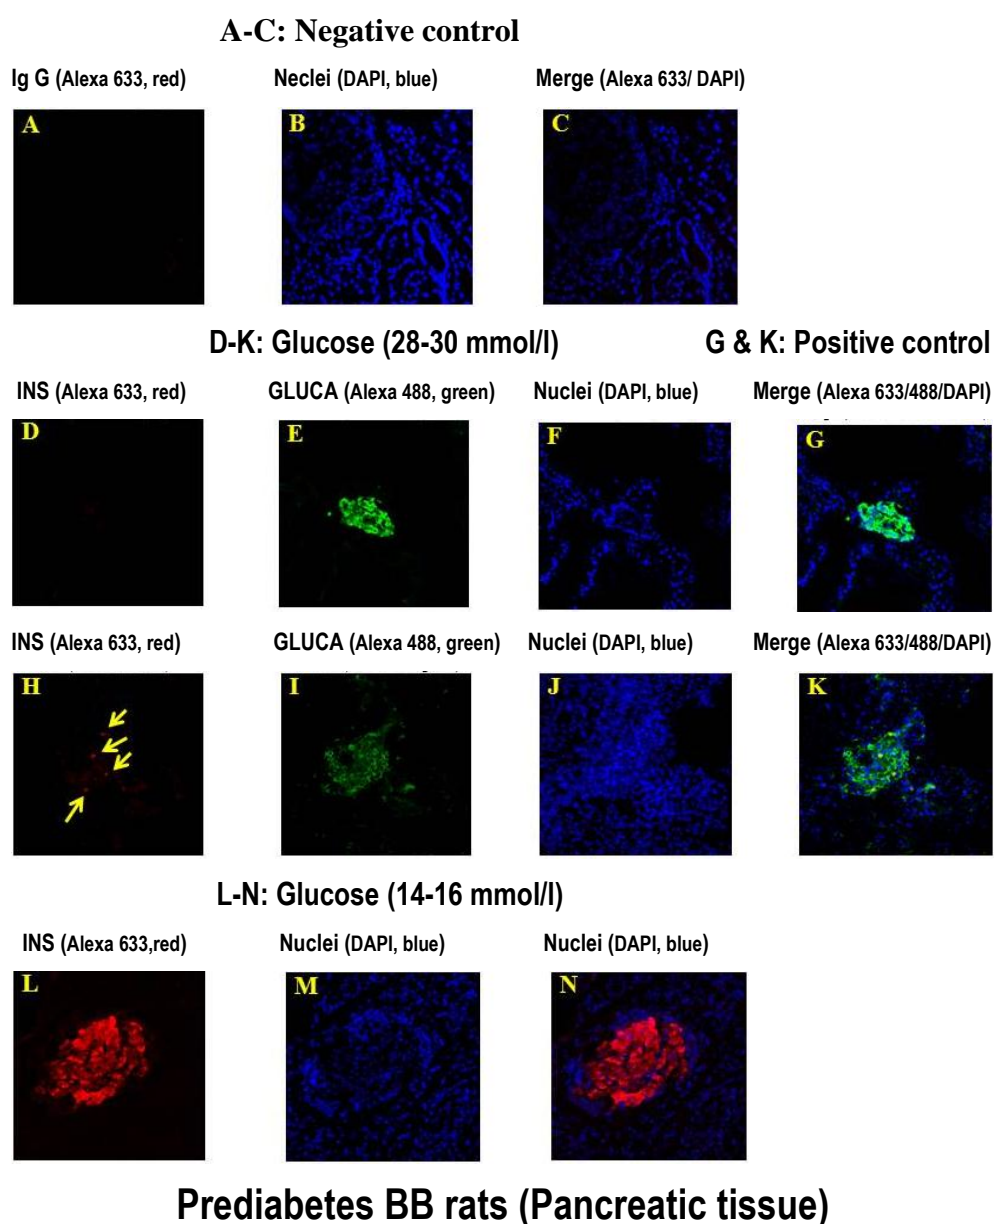 A-C: Negative control
Ig G (Alexa 633, red) Neclei (DAPI, blue) Merge (Alexa 633/ DAPI)
A B C
D-K: Glucose (28-30 mmol/l) G & K: Positive control
INS (Alexa 633, red) GLUCA (Alexa 488, green) Nuclei (DAPI, blue) Merge (Alexa 633/488/DAPI)
D E F G
INS (Alexa 633, red) GLUCA (Alexa 488, green) Nuclei (DAPI, blue) Merge (Alexa 633/488/DAPI)
H I J K
L-N: Glucose (14-16 mmol/l)
INS (Alexa 633,red) Nuclei (DAPI, blue) Nuclei (DAPI, blue)
L M N
Prediabetes BB rats (Pancreatic tissue)